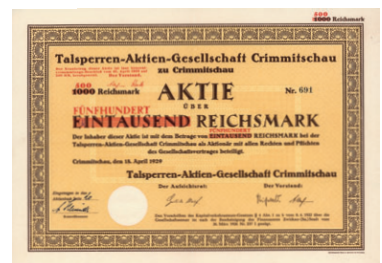 500
1000 Reichsmark
Talsperren-Aktien-Gesellschaft Crimmitschau
zu Crimmitschau
Der Vorstand.
500
1000 Reichmark
AKTIE
Nr. 691
ÜBER
FÜNFHUNDERT
EINTAUSEND REICHSMARK
FÜNFHUNDERT
Der Inhaber dieser Aktie ist mit dem Betrage von EINTAUSEND REICHSMARK bei der
Talsperren-Aktien-Gesellschaft Crimmitschau als Aktionär mit allen Rechten und Pflichten
des Gesellschaftsvertrages beteiligt.
Crimmitschau, den 15. April 1929
Talsperren-Aktien-Gesellschaft Crimmitschau
Der Aufsichtsrat:
Der Vorstand: